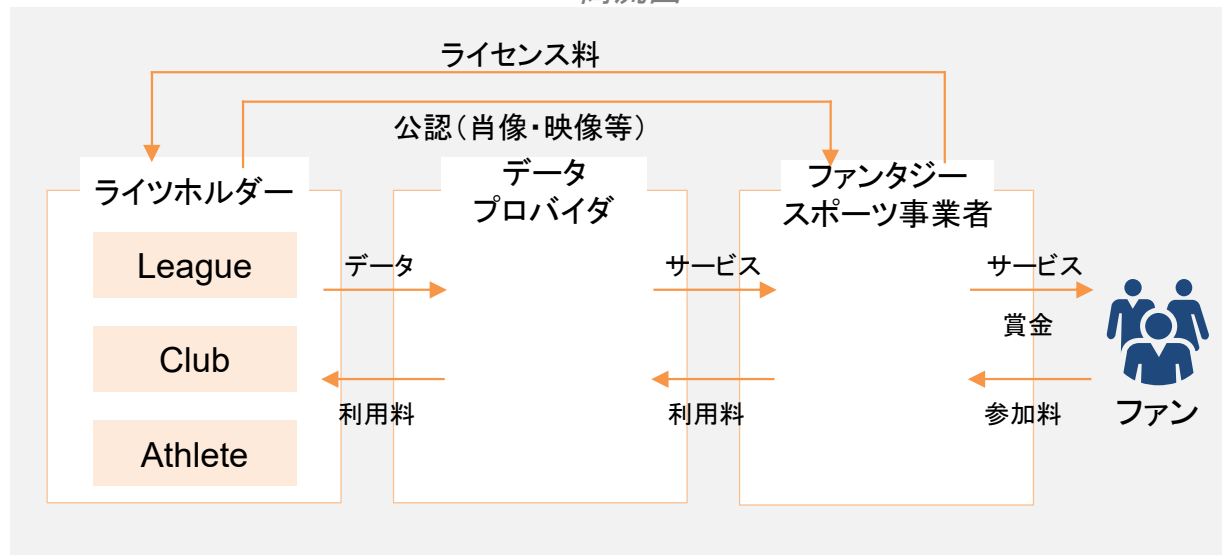 ライセンス料
公認（肖像・映像等）
ライツホルダー
データ
プロバイダ
ファンタジー
スポーツ事業者
League
Club
Athlete
データ
利用料
サービス
利用料
サービス
賞金
参加料
ファン